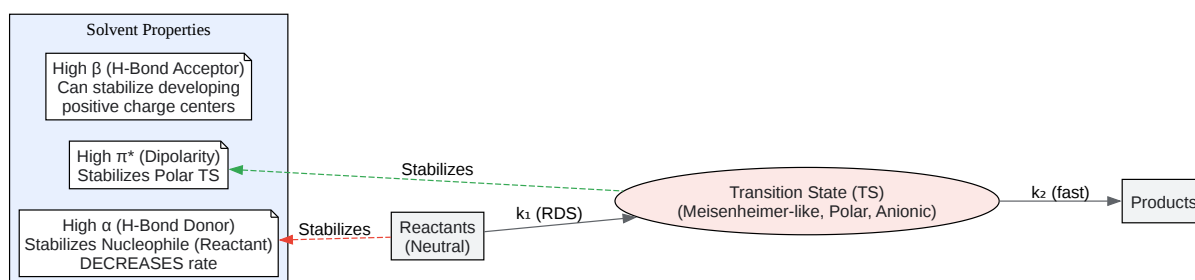 Solvent Properties
High β (H-Bond Acceptor)
Can stabilize developing
positive charge centers
High π* (Dipolarity)
Stabilizes Polar TS
High α (H-Bond Donor)
Stabilizes Nucleophile (Reactant)
DECREASES rate
Stabilizes
Stabilizes
Reactants
(Neutral)
k₁ (RDS)
Transition State (TS)
(Meisenheimer-like, Polar, Anionic)
k₂ (fast)
Products